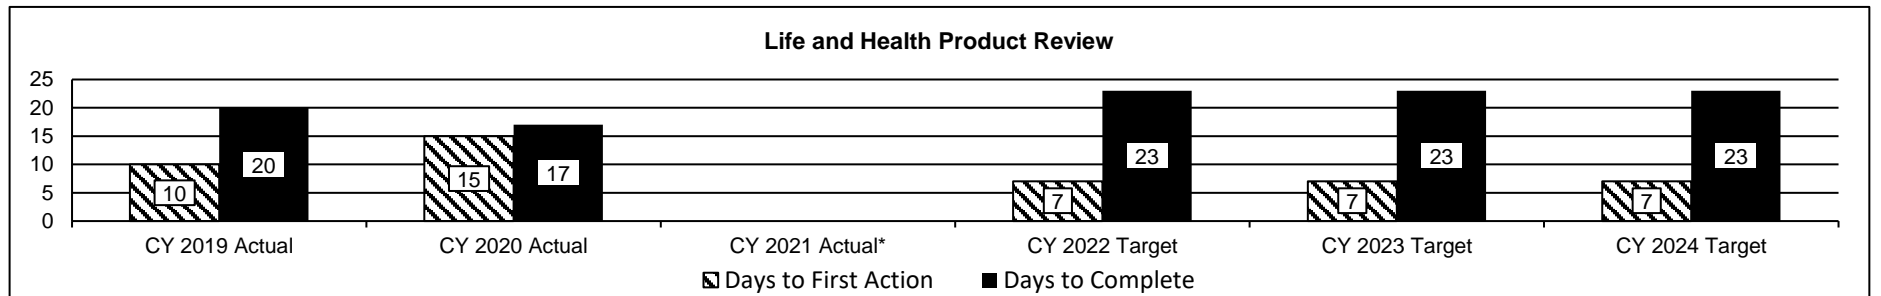 Life and Health Product Review
25
20
15
10
5
0
10
20
15
17
7
23
7
23
7
23
CY 2019 Actual
CY 2020 Actual
CY 2021 Actual*
CY 2022 Target
CY 2023 Target
CY 2024 Target
Days to First Action
Days to Complete